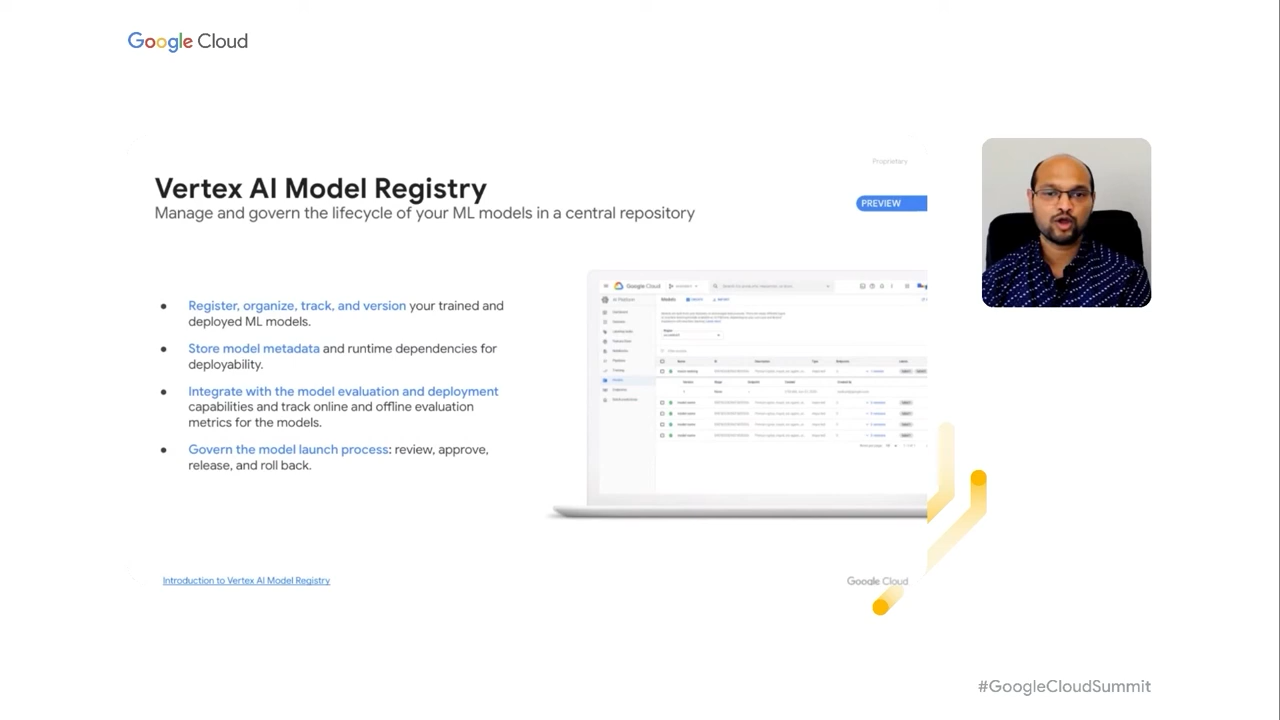 Google Cloud
Proprietary
Vertex AI Model Registry
Manage and govern the lifecycle of your ML models in a central repository
PREVIEW
● Register, organize, track, and version your trained and
deployed ML models.
● Store model metadata and runtime dependencies for
deployability.
● Integrate with the model evaluation and deployment
capabilities and track online and offline evaluation
metrics for the models.
● Govern the model launch process: review, approve,
release, and roll back.
Google Cloud
Models
Introduction to Vertex AI Model Registry
Google Cloud
#GoogleCloudSummit